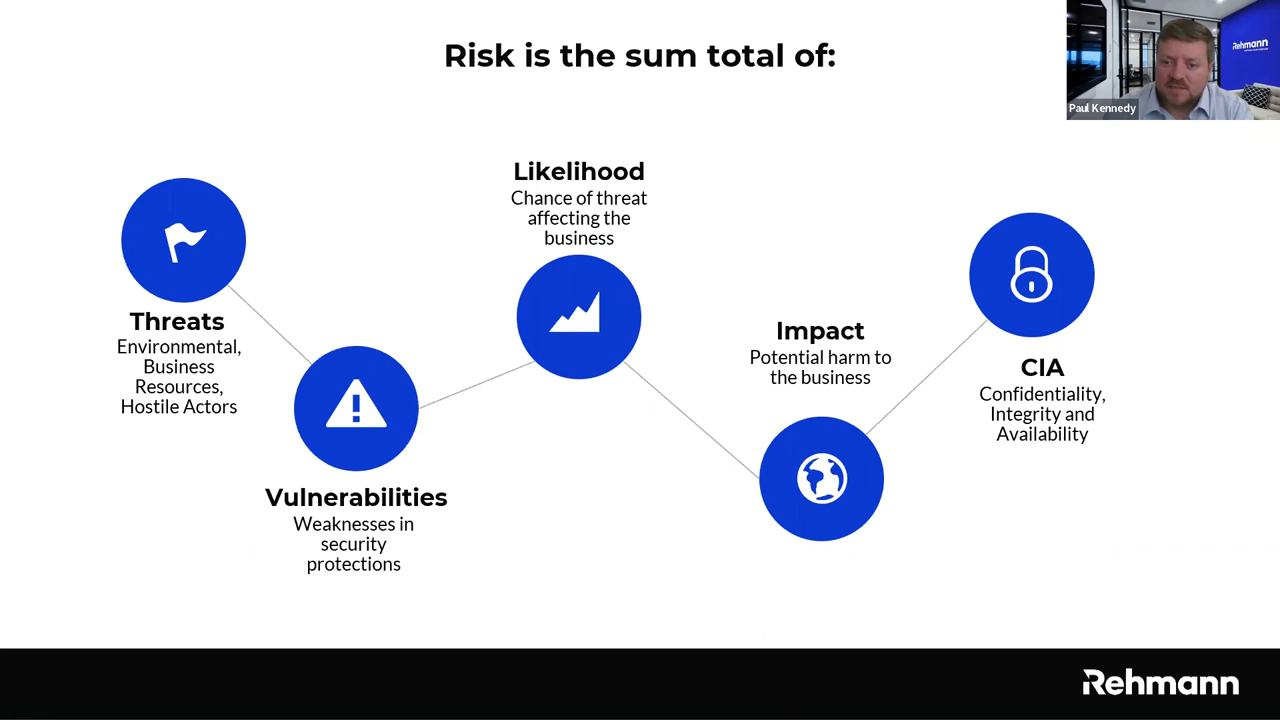 Risk is the sum total of:
Rehmann
Paul Kennedy
Threats
Environmental,
Business
Resources,
Hostile Actors
Vulnerabilities
Weaknesses in
security
protections
Likelihood
Chance of threat
affecting the
business
Impact
Potential harm to
the business
CIA
Confidentiality,
Integrity and
Availability
Rehmann